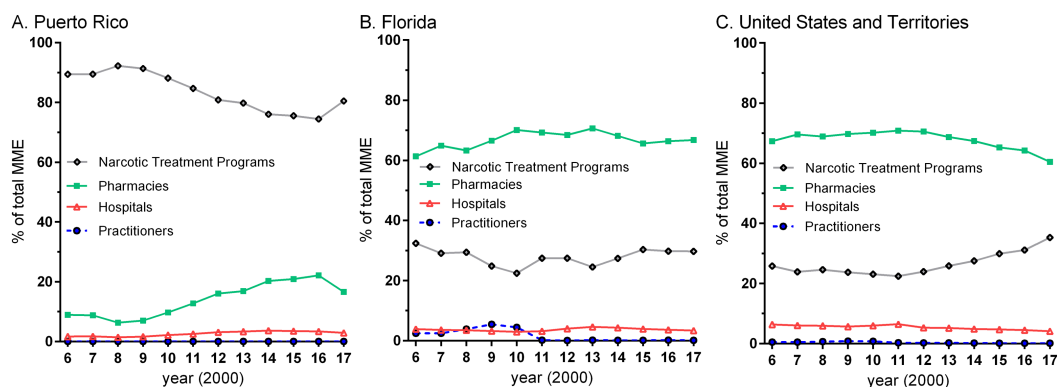 A. Puerto Rico
% of total MME
100
80
60
40
20
0
Narcotic Treatment Programs
Pharmacies
Hospitals
Practitioners
6 7 8 9 10 11 12 13 14 15 16 17
year (2000)
B. Florida
% of total MME
100
80
60
40
20
0
Narcotic Treatment Programs
Pharmacies
Hospitals
Practitioners
6 7 8 9 10 11 12 13 14 15 16 17
year (2000)
C. United States and Territories
% of total MME
100
80
60
40
20
0
Narcotic Treatment Programs
Pharmacies
Hospitals
Practitioners
6 7 8 9 10 11 12 13 14 15 16 17
year (2000)